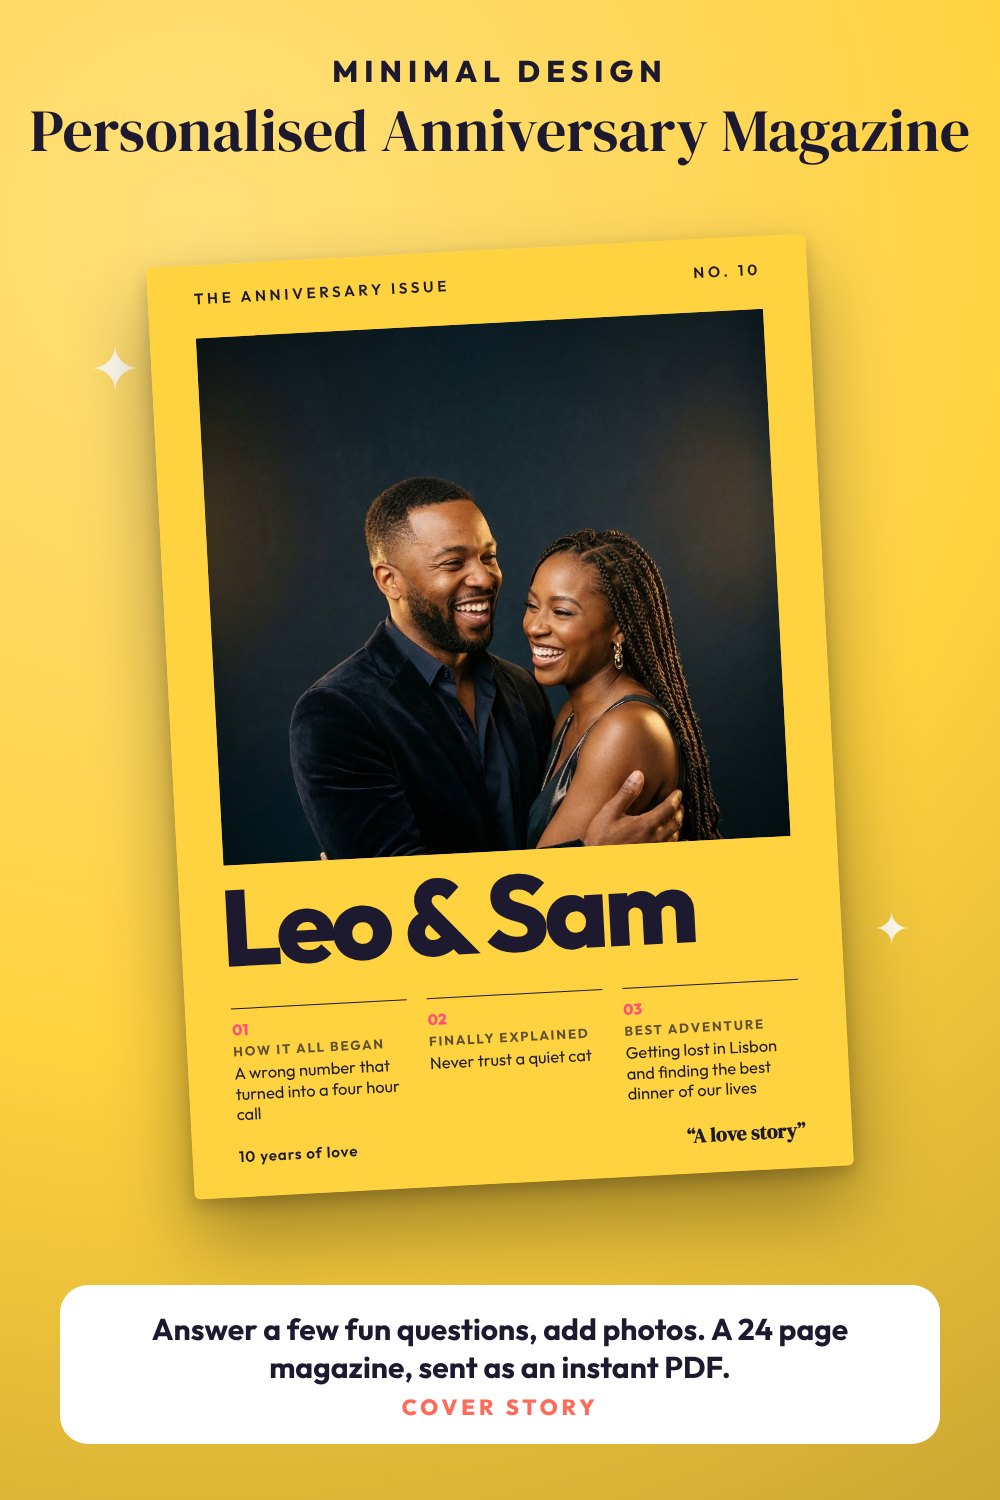 MINIMAL DESIGN
Personalised Anniversary Magazine
THE ANNIVERSARY ISSUE
NO. 10
Leo & Sam
01
HOW IT ALL BEGAN
A wrong number that
turned into a four hour
call
02
FINALLY EXPLAINED
Never trust a quiet cat
03
BEST ADVENTURE
Getting lost in Lisbon
and finding the best
dinner of our lives
10 years of love
“A love story”
Answer a few fun questions, add photos. A 24 page
magazine, sent as an instant PDF.
COVER STORY